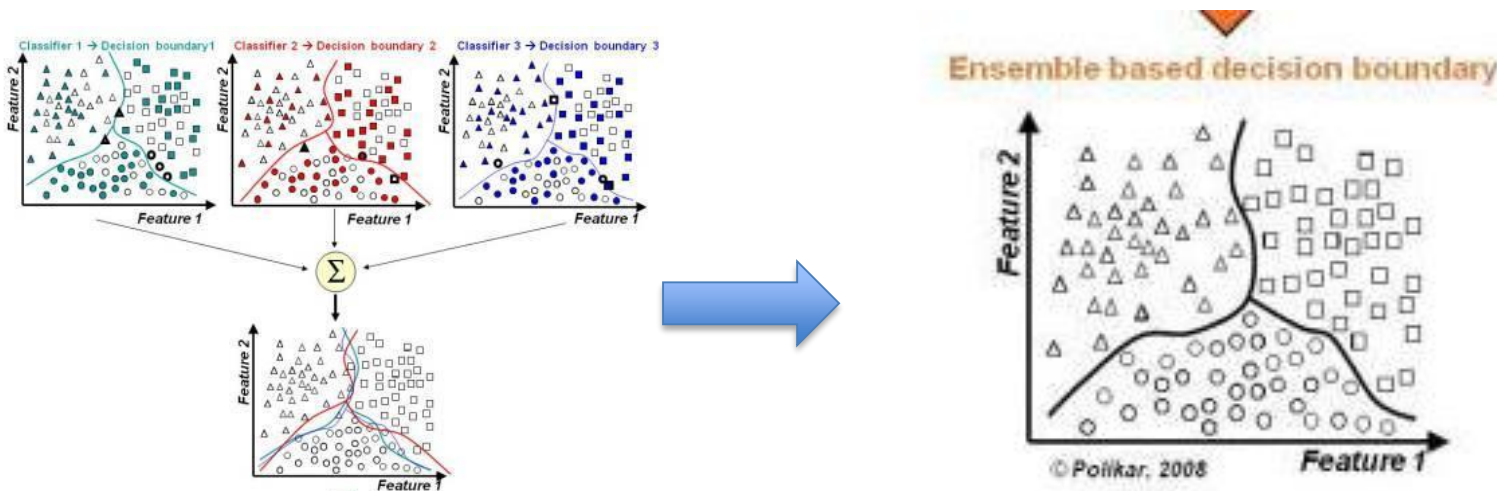 Classifier 1 → Decision boundary1
Classifier 2 → Decision boundary 2
Classifier 3 → Decision boundary 3
Feature 2
Feature 1
Feature 2
Feature 1
Feature 2
Feature 1
Σ
Feature 2
Feature 1
Ensemble based decision boundary
Feature 2
Feature 1
© Polikar, 2008